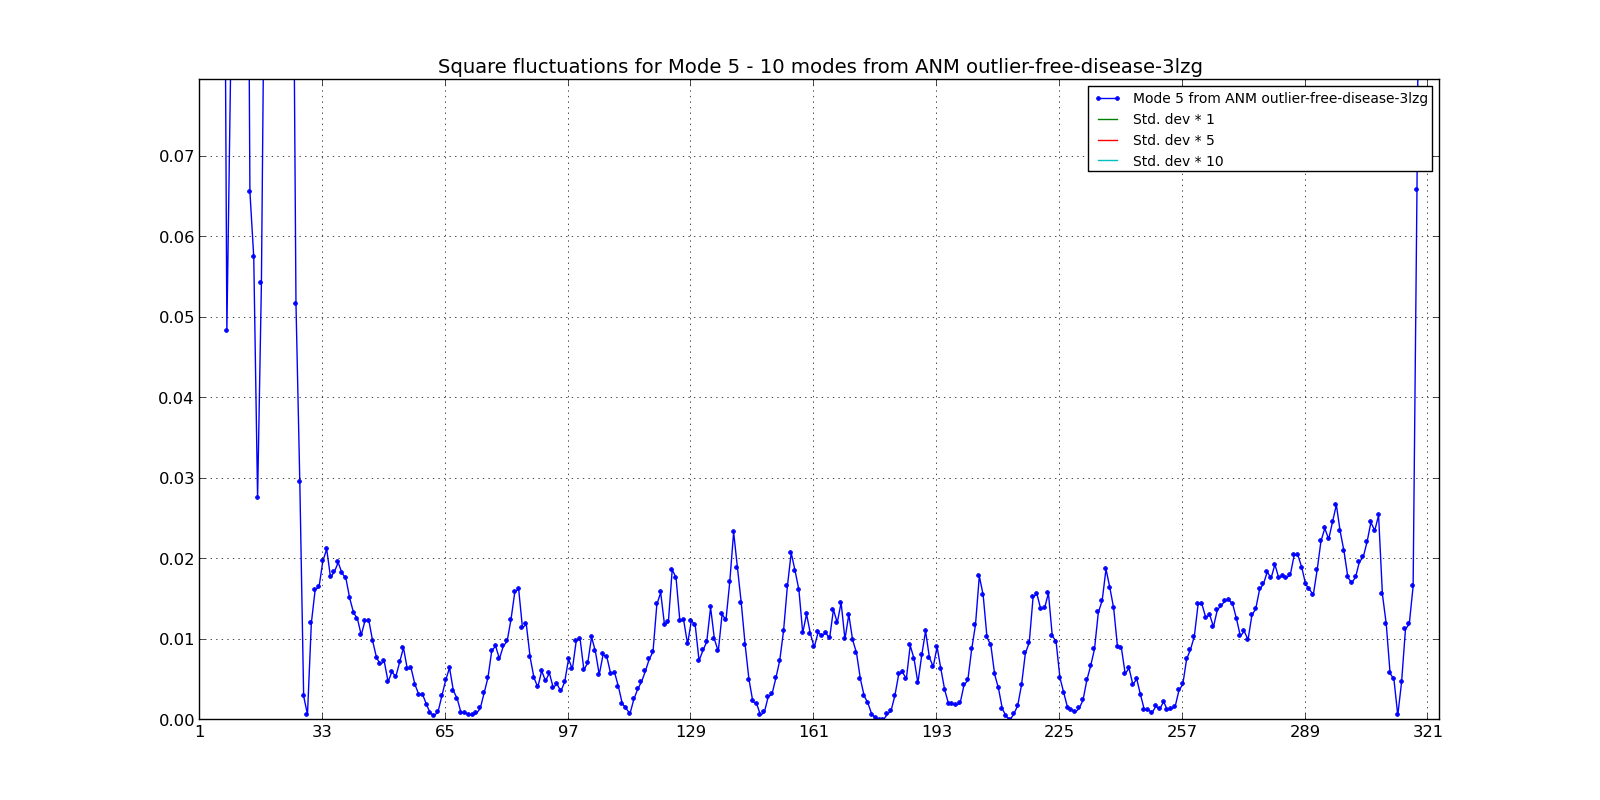 Square fluctuations for Mode 5 - 10 modes from ANM outlier-free-disease-3lzg
Mode 5 from ANM outlier-free-disease-3lzg
Std. dev * 1
Std. dev * 5
Std. dev * 10
0.07
0.06
0.05
0.04
0.03
0.02
0.01
0.00
1 33 65 97 129 161 193 225 257 289 321